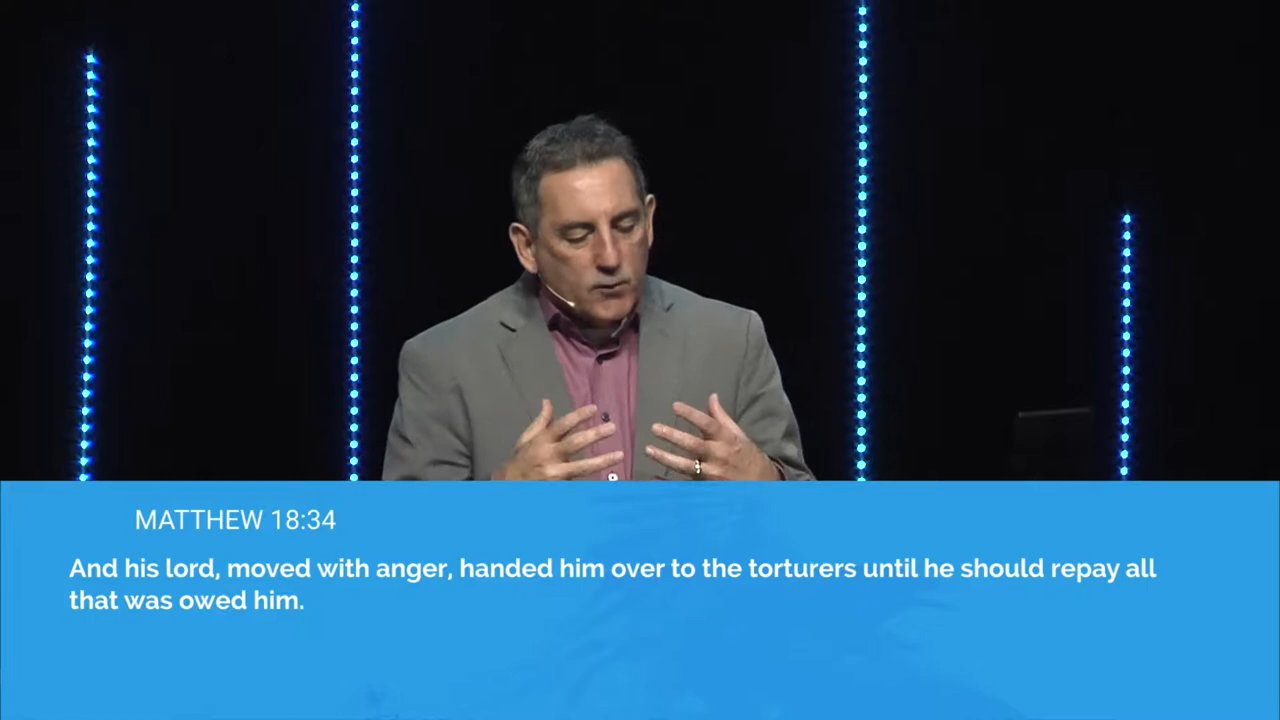 MATTHEW 18:34
And his lord, moved with anger, handed him over to the torturers until he should repay all
that was owed him.